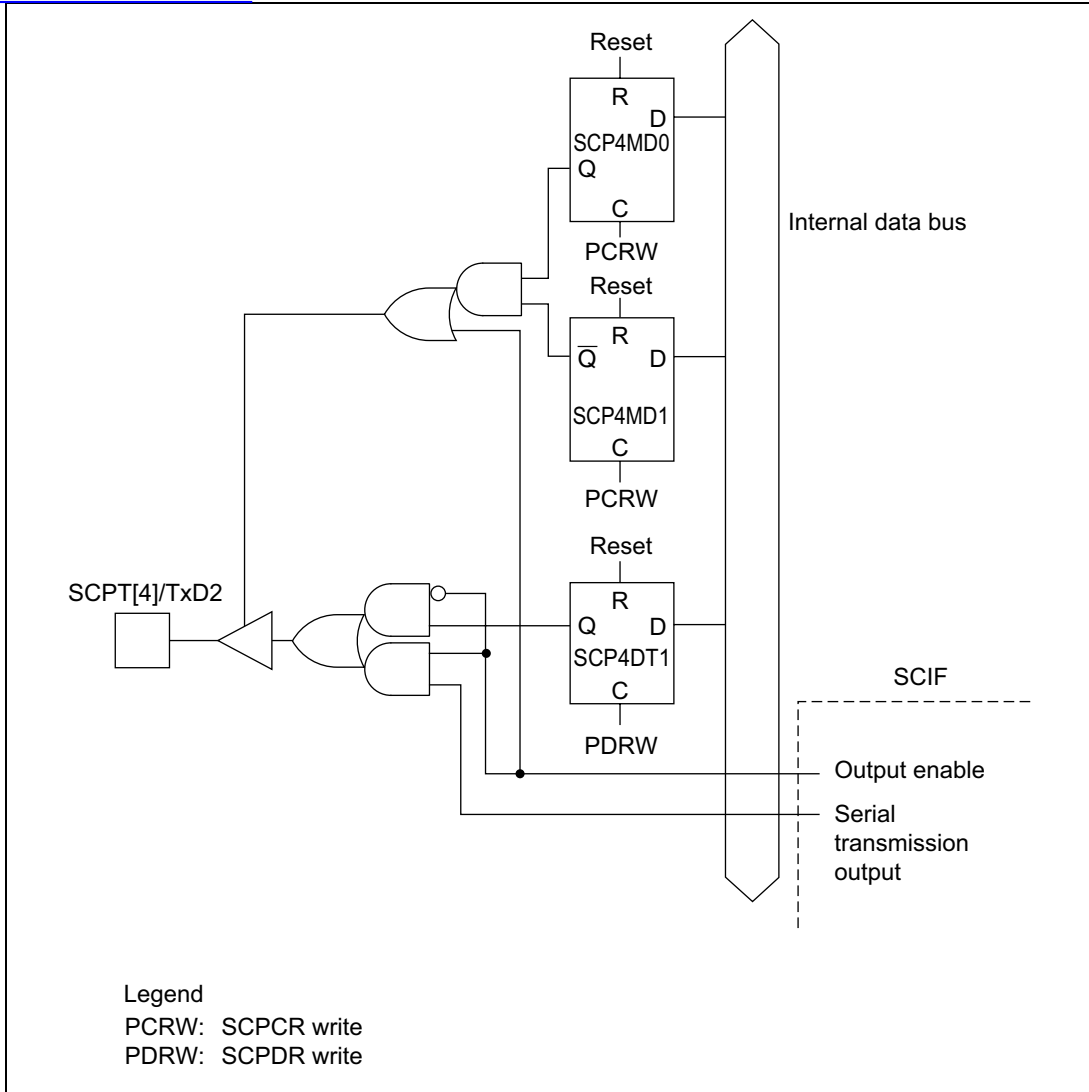 Reset
R
D
SCP4MD0
Q
C
PCRW
Internal data bus
Reset
R
Q
D
SCP4MD1
C
PCRW
Reset
SCPT[4]/TxD2
R
Q
D
SCP4DT1
C
PDRW
SCIF
Output enable
Serial
transmission
output
Legend
PCRW: SCPCR write
PDRW: SCPDR write